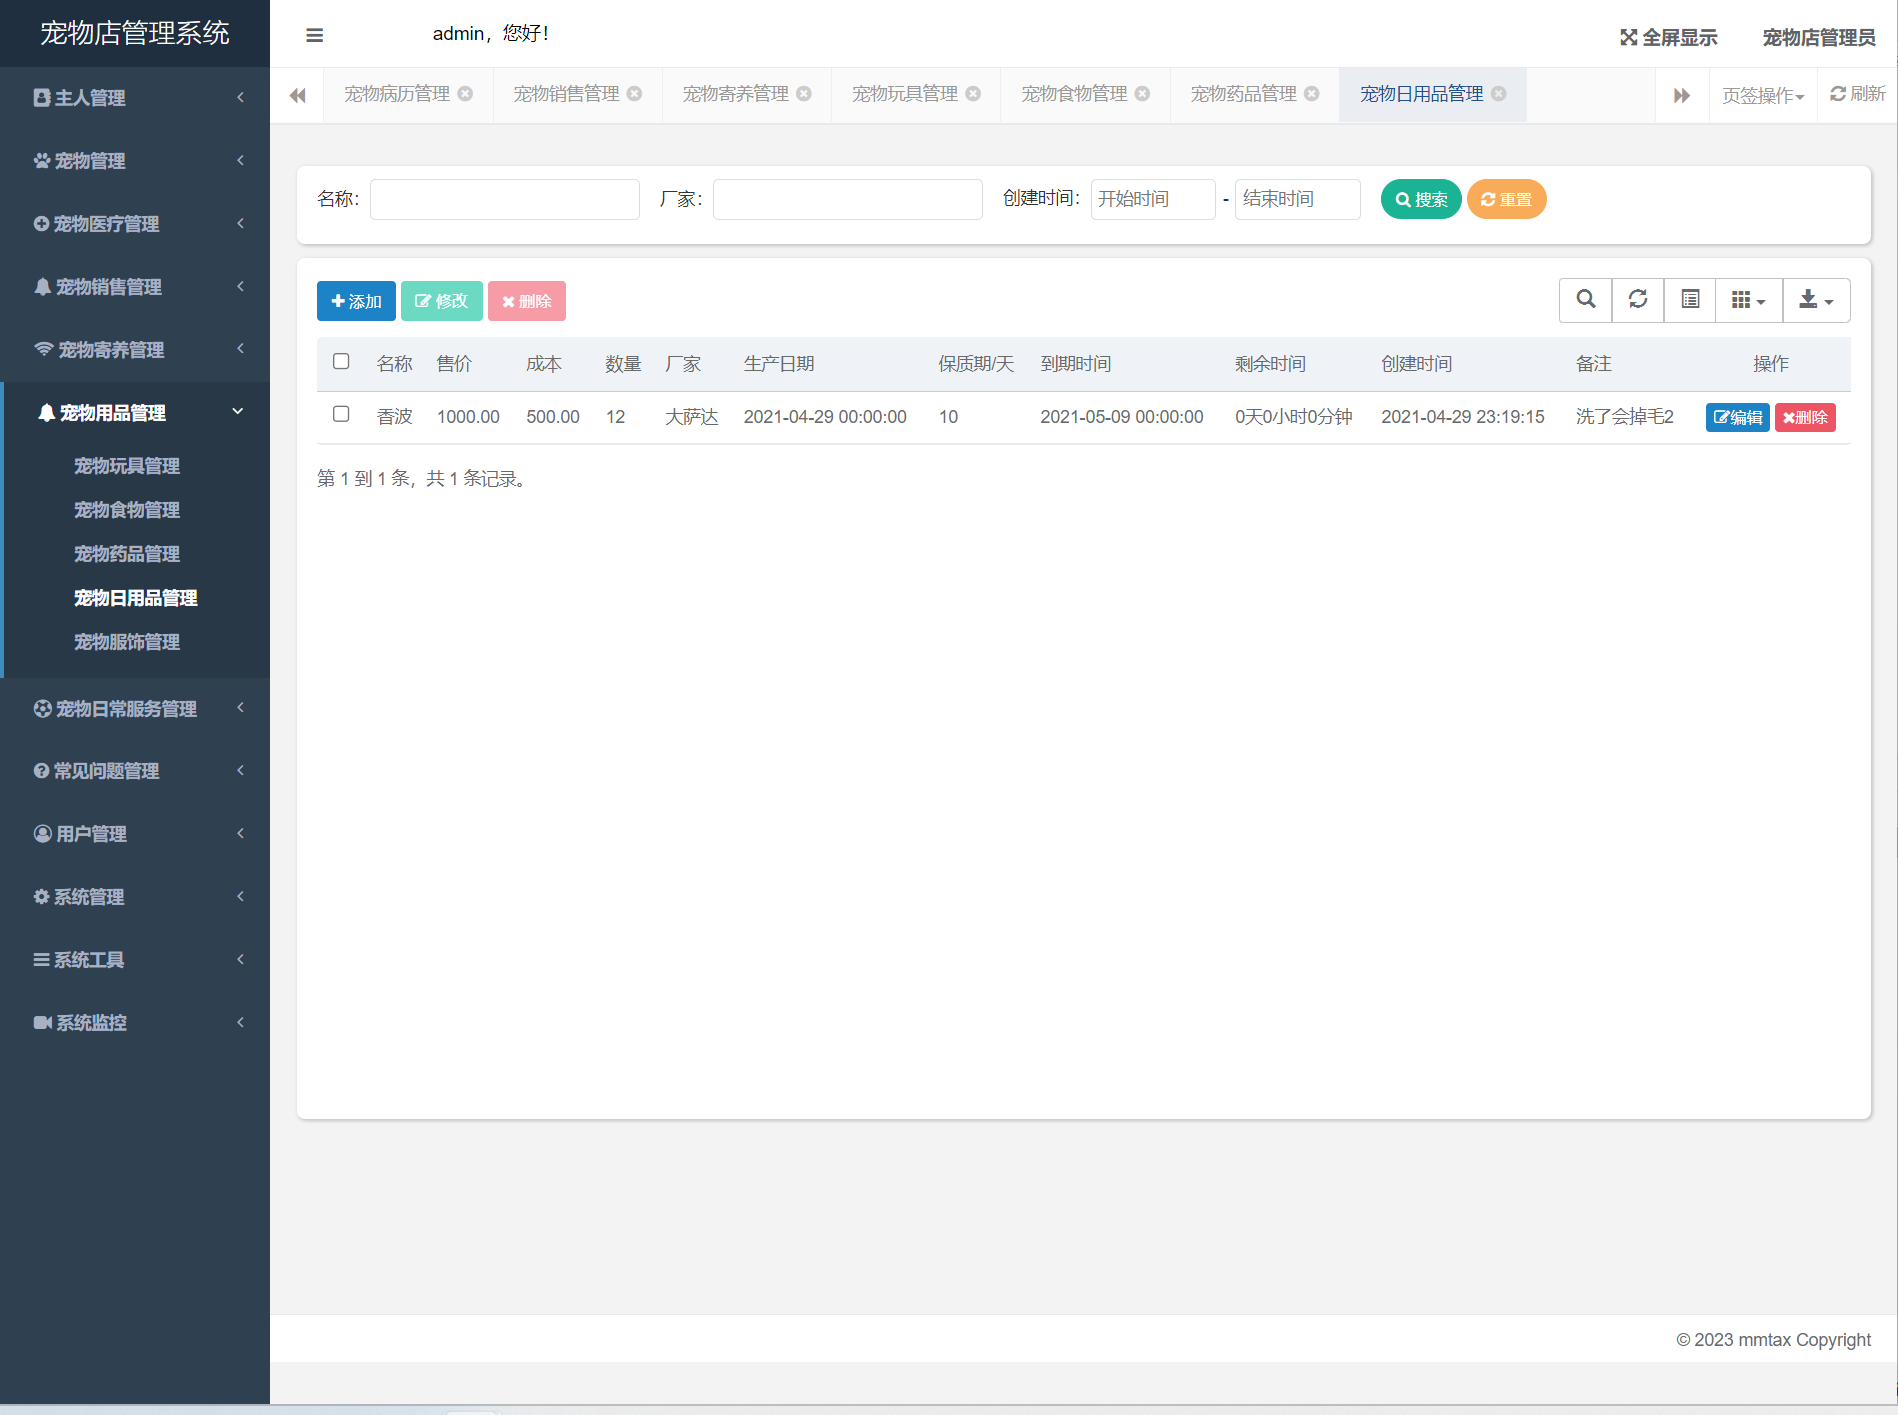 宠物店管理系统
admin，您好！
全屏显示
宠物店管理员
宠物病历管理
宠物销售管理
宠物寄养管理
宠物玩具管理
宠物食物管理
宠物药品管理
宠物日用品管理
页签操作
刷新
主人管理
宠物管理
宠物医疗管理
宠物销售管理
宠物寄养管理
宠物用品管理
宠物玩具管理
宠物食物管理
宠物药品管理
宠物日用品管理
宠物服饰管理
宠物日常服务管理
常见问题管理
用户管理
系统管理
系统工具
系统监控
名称： 厂家： 创建时间： 开始时间 - 结束时间 搜索 重置
添加 修改 删除
名称 售价 成本 数量 厂家 生产日期 保质期/天 到期时间 剩余时间 创建时间 备注 操作
香波 1000.00 500.00 12 大萨达 2021-04-29 00:00:00 10 2021-05-09 00:00:00 0天0小时0分钟 2021-04-29 23:19:15 洗了会掉毛2 编辑 删除
第 1 到 1 条，共 1 条记录。
© 2023 mmtax Copyright